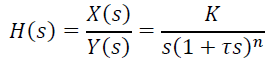 H(s) = X(s)/Y(s) = K/s(1 + τs)ⁿ